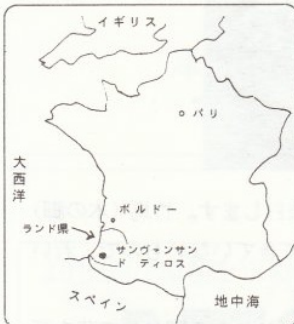 イギリス
パリ
大西洋
ボルドー
ランド県
サンヴァンサン
ド ティロス
スペイン
地中海